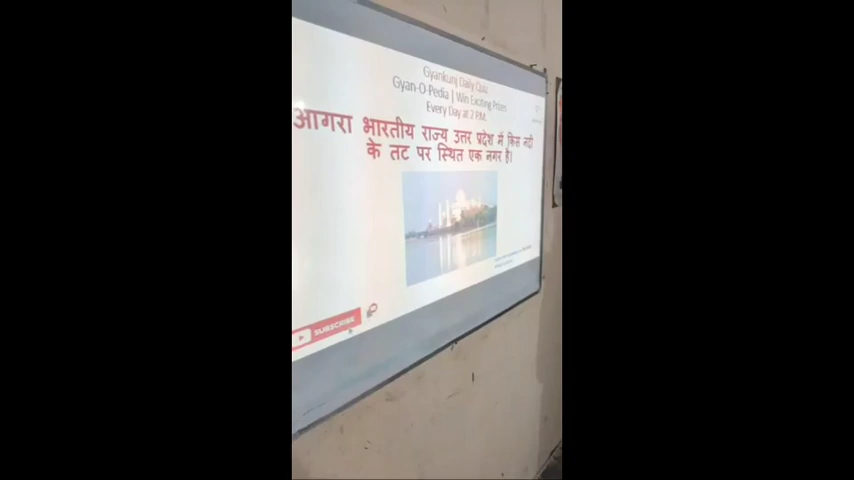 Gyankunj Daily Quiz
Gyan-O-Pedia | Win Exciting Prizes
Every Day at 2 P.M.
आगरा भारतीय राज्य उत्तर प्रदेश में किस नदी
के तट पर स्थित एक नगर है।
SUBSCRIBE